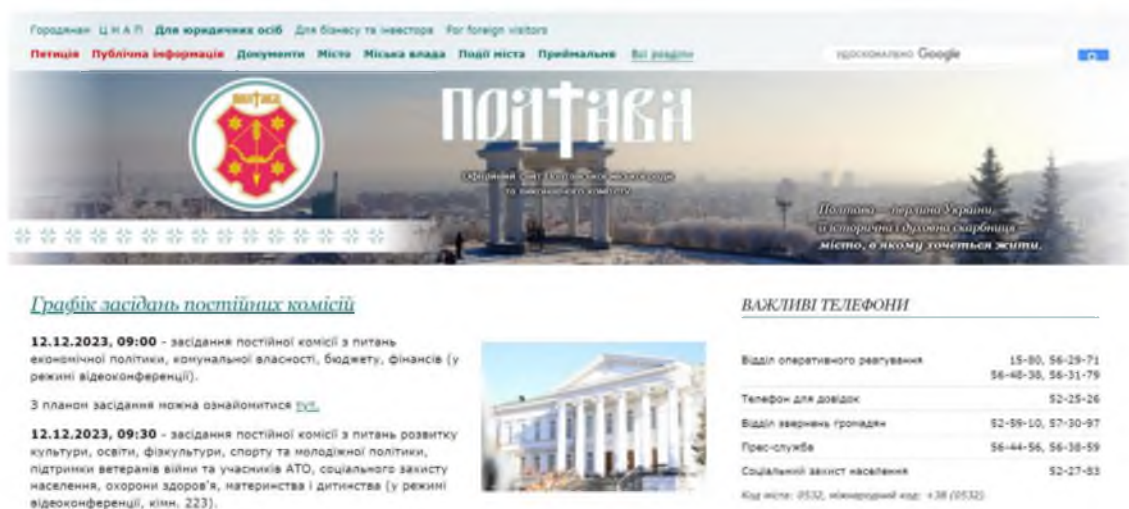 Городянам Ц Н А П Для юридичних осіб Для бізнесу та інвестора For foreign visitors
Петиція Публічна інформація Документи Місто Міська влада Події міста Приймальня Всі розділи
УДОСКОНАЛЕНО Google
ПОЛТАВА
ПОЛТАВА
Офіційний сайт Полтавської міської ради
та виконавчого комітету
Полтава — перлина України,
її історична і духовна скарбниця —
місто, в якому хочеться жити.
Графік засідань постійних комісій
12.12.2023, 09:00 - засідання постійної комісії з питань
економічної політики, комунальної власності, бюджету, фінансів (у
режимі відеоконференції).
З планом засідання можна ознайомитися тут.
12.12.2023, 09:30 - засідання постійної комісії з питань розвитку
культури, освіти, фізкультури, спорту та молодіжної політики,
підтримки ветеранів війни та учасників АТО, соціального захисту
населення, охорони здоров'я, материнства і дитинства (у режимі
відеоконференції, кімн. 223).
ВАЖЛИВІ ТЕЛЕФОНИ
Відділ оперативного реагування 15-80, 56-29-71
56-48-38, 56-31-79
Телефон для довідок 52-25-26
Відділ звернень громадян 52-59-10, 57-30-97
Прес-служба 56-44-56, 56-38-59
Соціальний захист населення 52-27-83
Код міста: 0532, міжнародний код: +38 (0532)